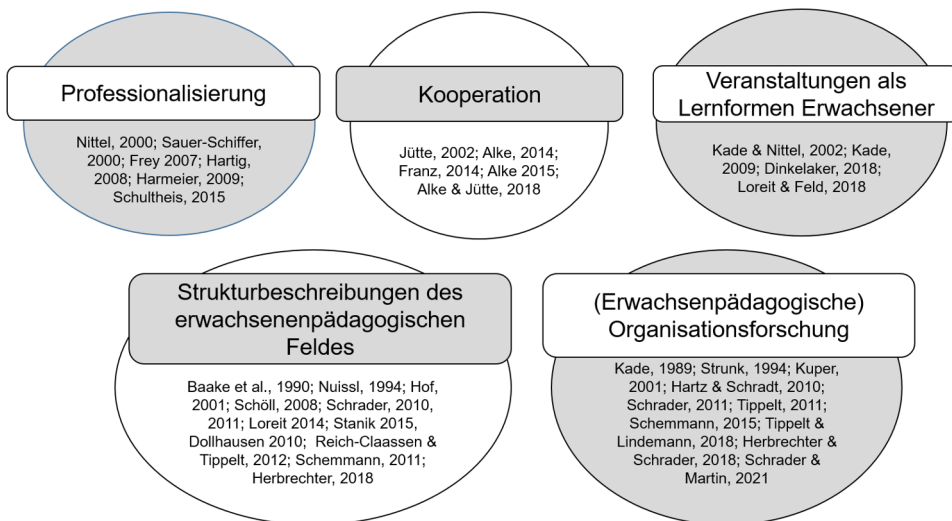 Professionalisierung
Nittel, 2000; Sauer-Schiffer,
2000; Frey 2007; Hartig,
2008; Harmeier, 2009;
Schultheis, 2015
Kooperation
Jütte, 2002; Alke, 2014;
Franz, 2014; Alke 2015;
Alke & Jütte, 2018
Veranstaltungen als
Lernformen Erwachsener
Kade & Nittel, 2002; Kade,
2009; Dinkelaker, 2018;
Loreit & Feld, 2018
Strukturbeschreibungen des
erwachsenenpädagogischen
Feldes
Baake et al., 1990; Nuissl, 1994; Hof,
2001; Schöll, 2008; Schrader, 2010,
2011; Loreit 2014; Stanik 2015,
Dollhausen 2010; Reich-Claassen &
Tippelt, 2012; Schemmann, 2011;
Herbrechter, 2018
(Erwachsenpädagogische)
Organisationsforschung
Kade, 1989; Strunk, 1994; Kuper,
2001; Hartz & Schradt, 2010;
Schrader, 2011; Tippelt, 2011;
Schemmann, 2015; Tippelt &
Lindemann, 2018; Herbrechter &
Schrader, 2018; Schrader &
Martin, 2021